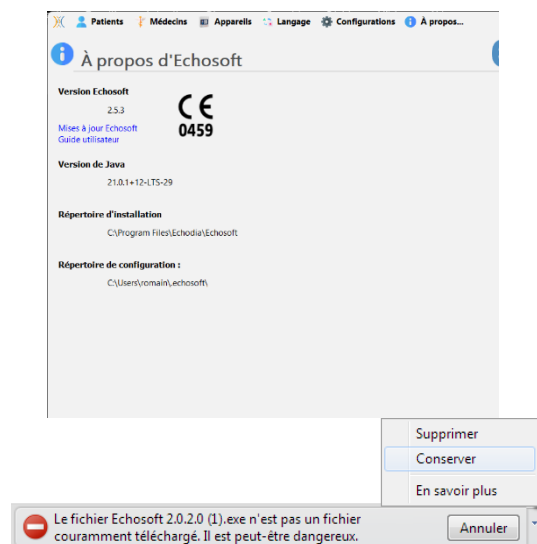 Patients Médecins Appareils Langage Configurations À propos...
À propos d'Echosoft
Version Echosoft
2.5.3
CE
0459
Mises à jour Echosoft
Guide utilisateur
Version de Java
21.0.1+12-LTS-29
Répertoire d'installation
C:\Program Files\Echodia\Echosoft
Répertoire de configuration :
C:\Users\romain\.echosoft\
Supprimer
Conserver
En savoir plus
Le fichier Echosoft 2.0.2.0 (1).exe n'est pas un fichier
couramment téléchargé. Il est peut-être dangereux.
Annuler